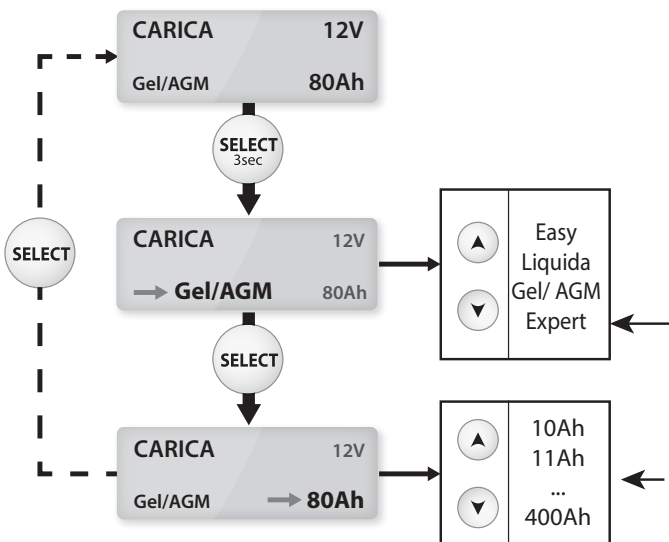 CARICA 12V
Gel/AGM 80Ah
SELECT
3sec
SELECT
CARICA 12V
Gel/AGM 80Ah
Easy
Liquida
Gel/ AGM
Expert
SELECT
CARICA 12V
Gel/AGM 80Ah
10Ah
11Ah
...
400Ah